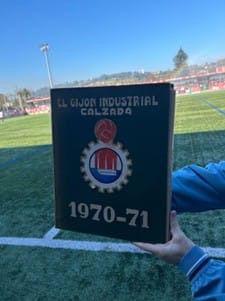 EL GIJON INDUSTRIAL
CALZADA
1970-71